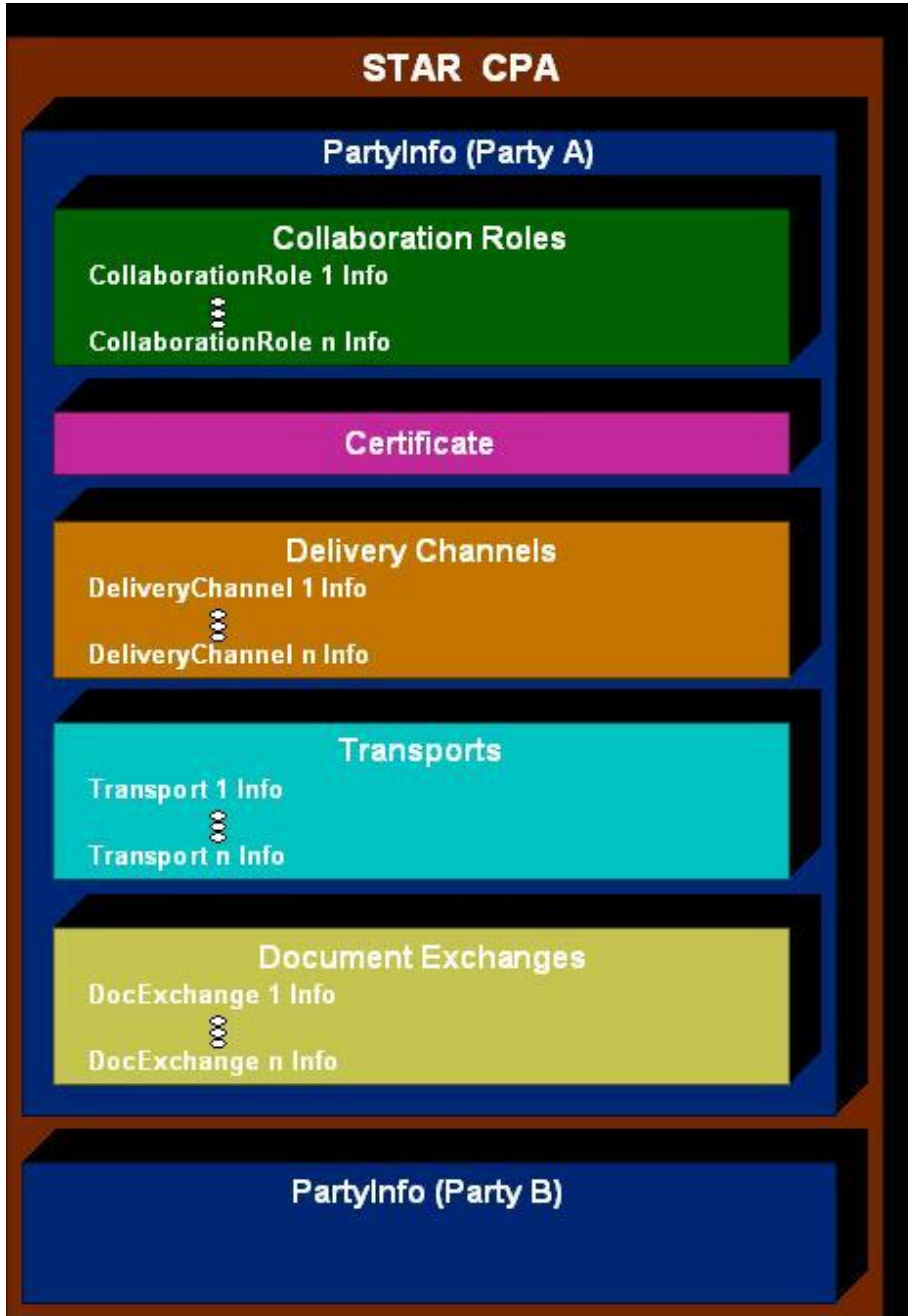 STAR CPA
PartyInfo (Party A)
Collaboration Roles
CollaborationRole 1 Info
CollaborationRole n Info
Certificate
Delivery Channels
DeliveryChannel 1 Info
DeliveryChannel n Info
Transports
Transport 1 Info
Transport n Info
Document Exchanges
DocExchange 1 Info
DocExchange n Info
PartyInfo (Party B)